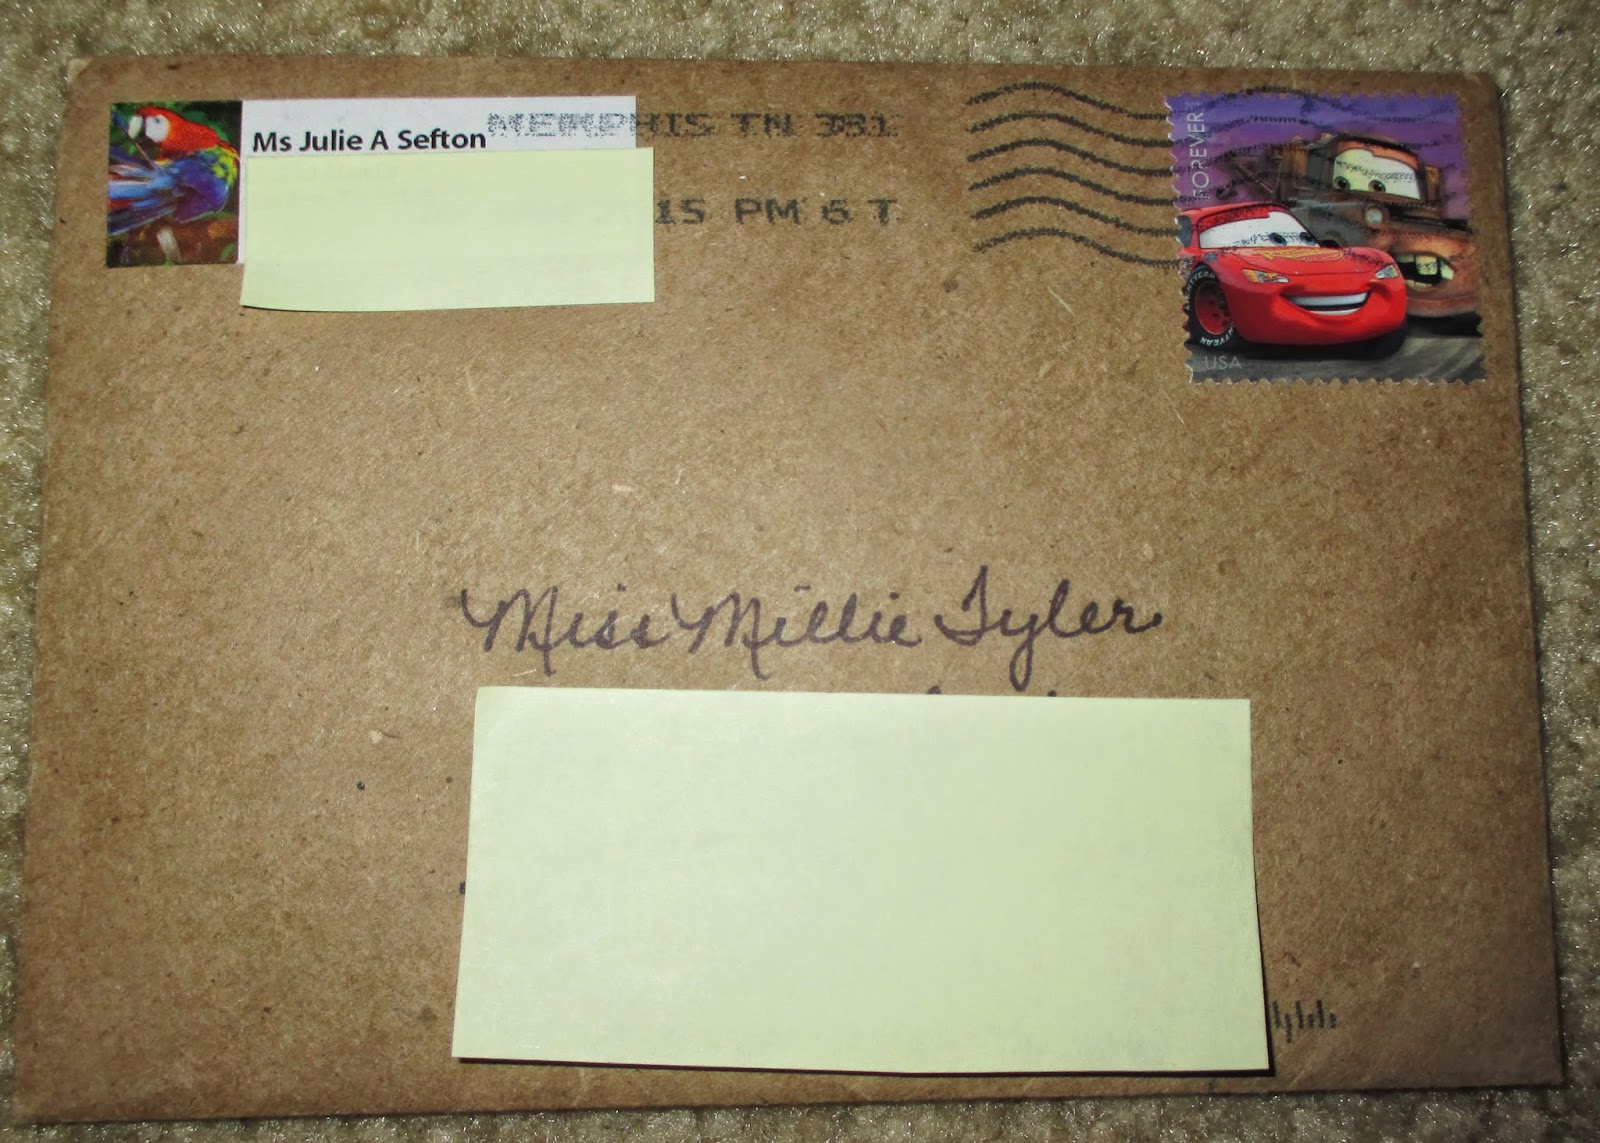 Ms Julie A Sefton
MEMPHIS TN 381
15 PM 6 T
FOREVER
USA
Miss Millie Tyler